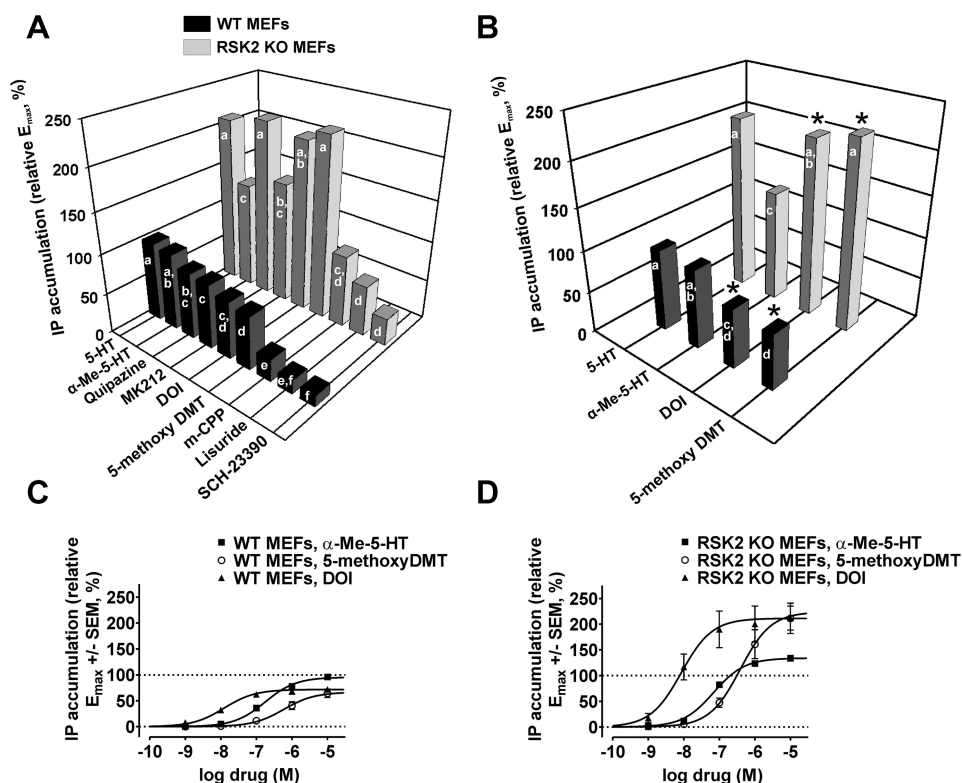 A
WT MEFs
RSK2 KO MEFs
IP accumulation (relative Emax, %)
250
200
150
100
50
0
a
c
a
b,
c
a,
b
a
c,
d
d
d
a
a,
b
b,
c
c
c,
d
d
e
e,f
f
5-HT
α-Me-5-HT
Quipazine
MK212
DOI
5-methoxy DMT
m-CPP
Lisuride
SCH-23390
B
IP accumulation (relative Emax, %)
250
200
150
100
50
0
a
c
* a,
b
* a
a
a,
b
* c,
d
* d
5-HT
α-Me-5-HT
DOI
5-methoxy DMT
C
WT MEFs, α-Me-5-HT
WT MEFs, 5-methoxyDMT
WT MEFs, DOI
IP accumulation (relative
Emax +/- SEM, %)
250
200
150
100
50
0
-10 -9 -8 -7 -6 -5
log drug (M)
D
RSK2 KO MEFs, α-Me-5-HT
RSK2 KO MEFs, 5-methoxyDMT
RSK2 KO MEFs, DOI
IP accumulation (relative
Emax +/- SEM, %)
250
200
150
100
50
0
-10 -9 -8 -7 -6 -5
log drug (M)